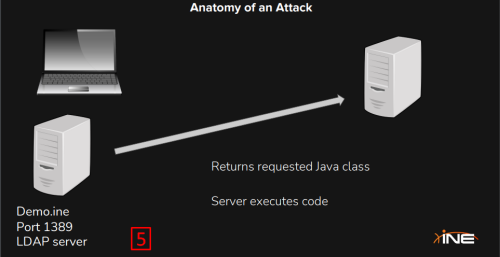 Anatomy of an Attack
Returns requested Java class
Server executes code
Demo.ine
Port 1389
LDAP server
5
INE